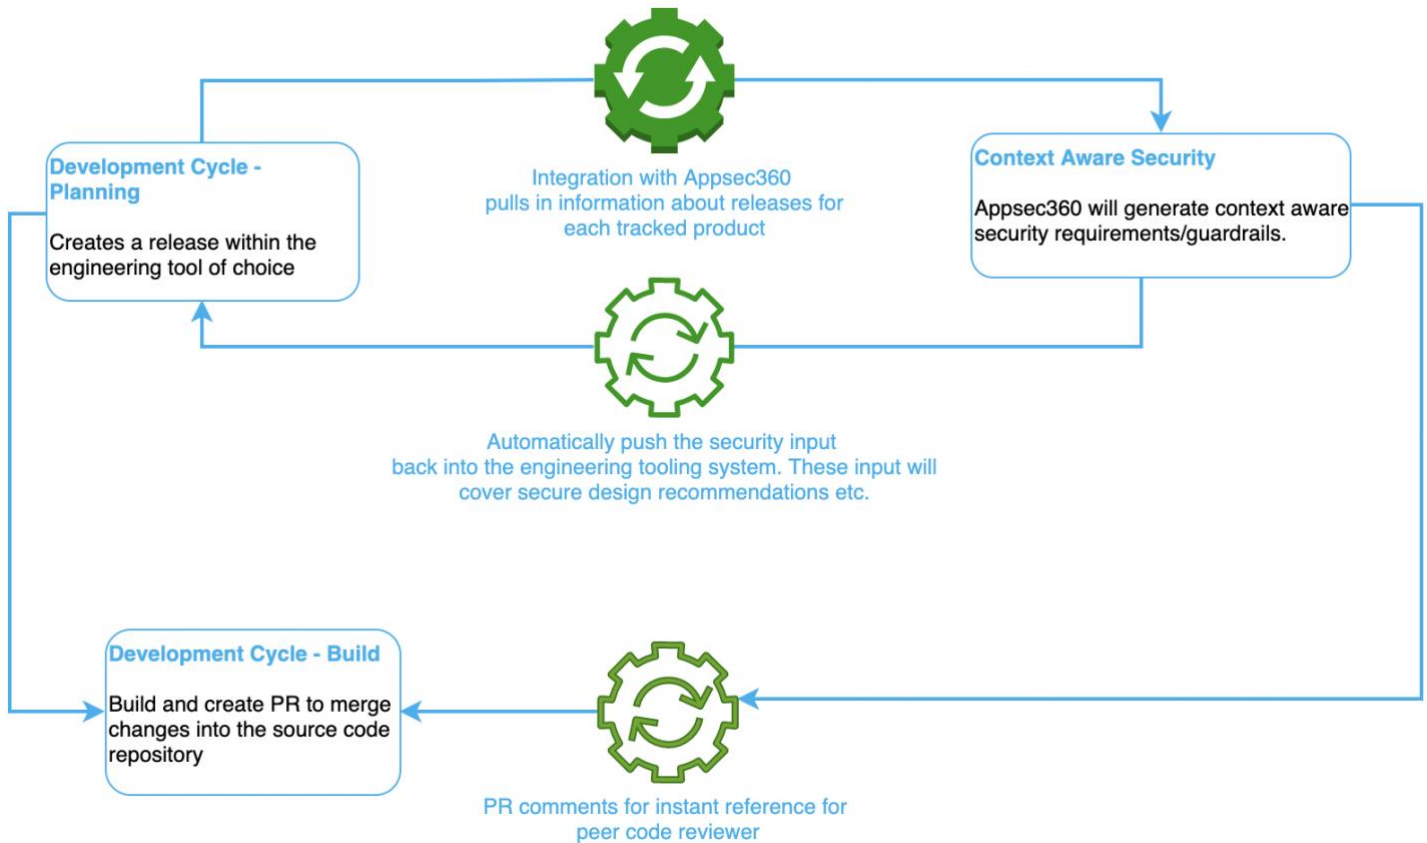 Development Cycle -
Planning
Creates a release within the
engineering tool of choice
Integration with Appsec360
pulls in information about releases for
each tracked product
Context Aware Security
Appsec360 will generate context aware
security requirements/guardrails.
Automatically push the security input
back into the engineering tooling system. These input will
cover secure design recommendations etc.
Development Cycle - Build
Build and create PR to merge
changes into the source code
repository
PR comments for instant reference for
peer code reviewer